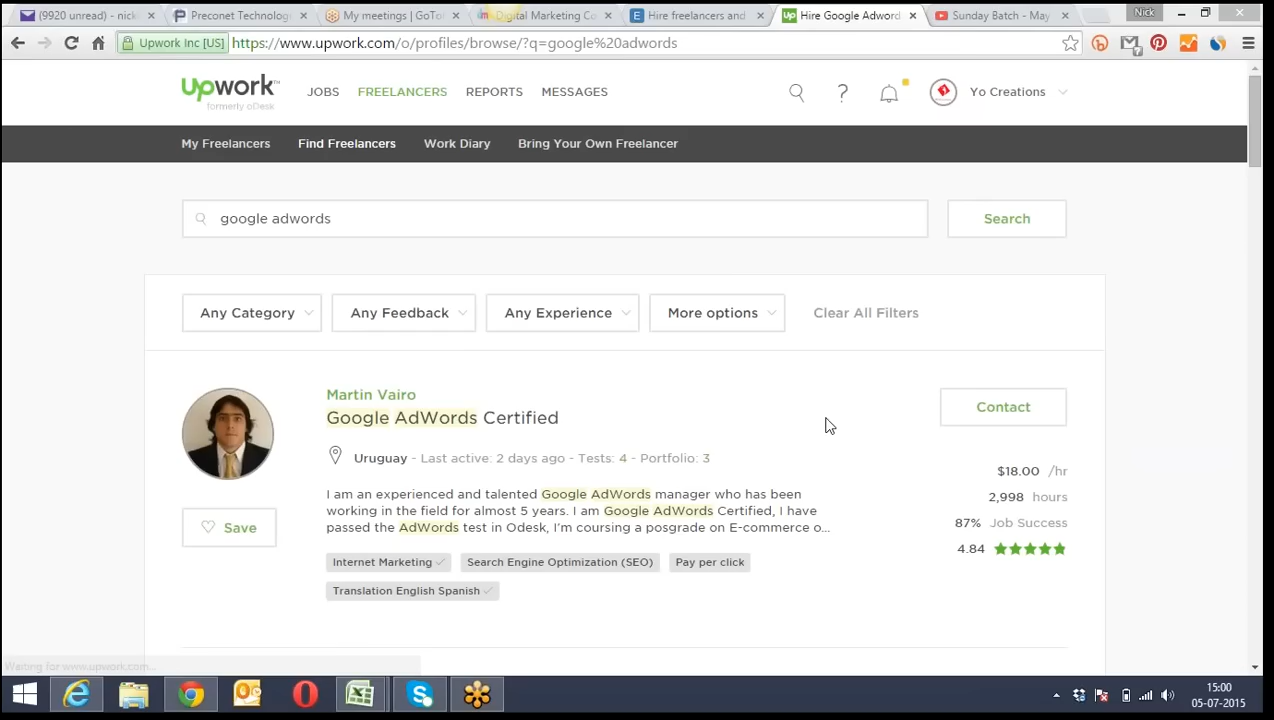 (9920 unread) - nick
Preconet Technolog
My meetings | GoTo
Digital Marketing Co
Hire freelancers and
Hire Google Adword
Sunday Batch - May
Nick
Upwork Inc [US]
https://www.upwork.com/o/profiles/browse/?q=google%20adwords
Upwork™
formerly oDesk
JOBS
FREELANCERS
REPORTS
MESSAGES
Yo Creations
My Freelancers
Find Freelancers
Work Diary
Bring Your Own Freelancer
google adwords
Search
Any Category
Any Feedback
Any Experience
More options
Clear All Filters
Martin Vairo
Google AdWords Certified
Contact
Uruguay - Last active: 2 days ago - Tests: 4 - Portfolio: 3
$18.00 /hr
I am an experienced and talented Google AdWords manager who has been
2,998 hours
working in the field for almost 5 years. I am Google AdWords Certified, I have
passed the AdWords test in Odesk, I'm coursing a posgrade on E-commerce o...
87% Job Success
Save
4.84
Internet Marketing
Search Engine Optimization (SEO)
Pay per click
Translation English Spanish
Waiting for www.upwork.com...
15:00
05-07-2015